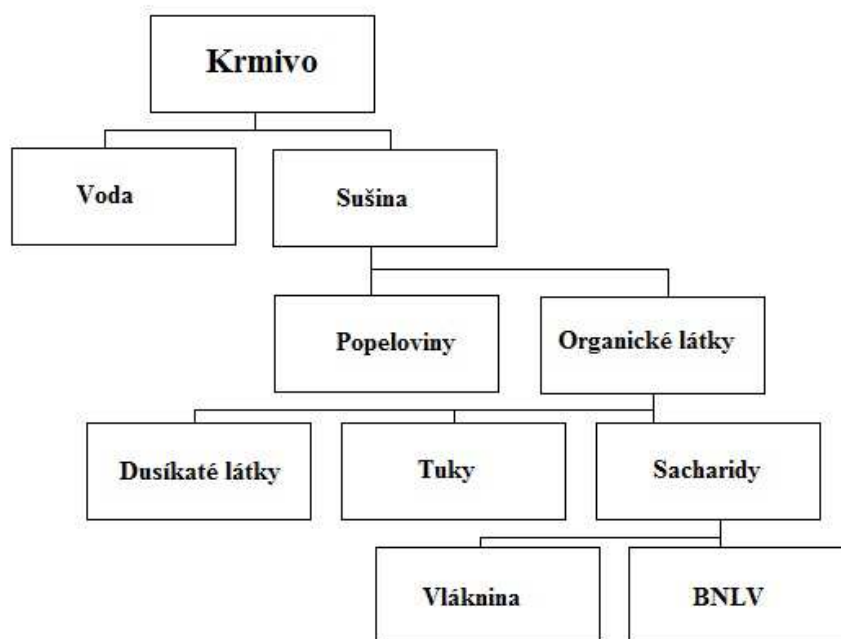 Krmivo
Voda
Sušina
Popeloviny
Organické látky
Dusíkaté látky
Tuky
Sacharidy
Vláknina
BNLV